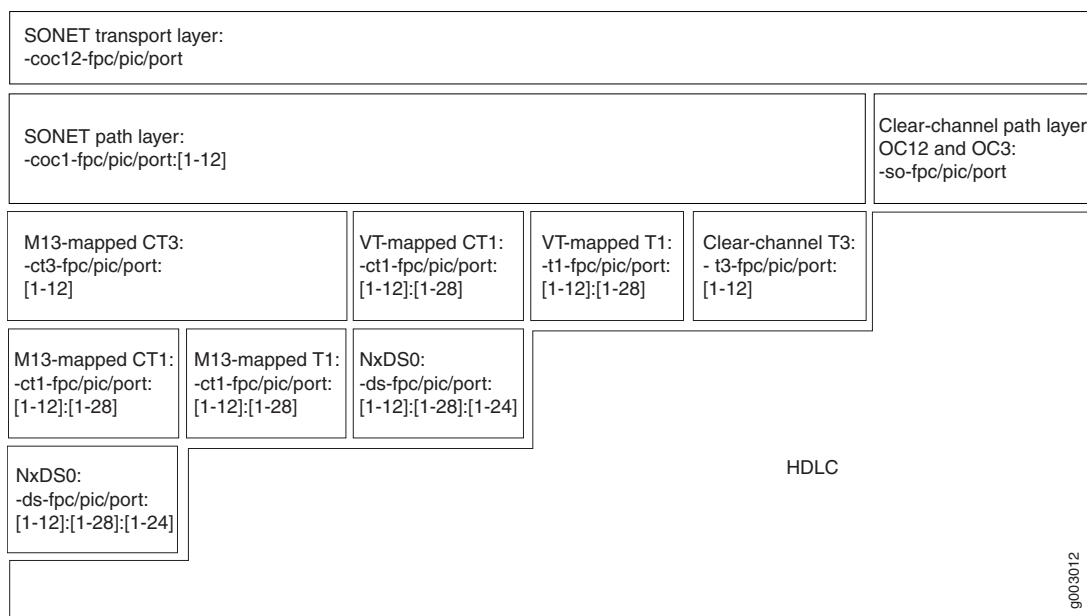 SONET transport layer:
-coc12-fpc/pic/port
SONET path layer:
-coc1-fpc/pic/port:[1-12]
Clear-channel path layer
OC12 and OC3:
-so-fpc/pic/port
M13-mapped CT3:
-ct3-fpc/pic/port:
[1-12]
VT-mapped CT1:
-ct1-fpc/pic/port:
[1-12]:[1-28]
VT-mapped T1:
-t1-fpc/pic/port:
[1-12]:[1-28]
Clear-channel T3:
- t3-fpc/pic/port:
[1-12]
M13-mapped CT1:
-ct1-fpc/pic/port:
[1-12]:[1-28]
M13-mapped T1:
-ct1-fpc/pic/port:
[1-12]:[1-28]
NxDS0:
-ds-fpc/pic/port:
[1-12]:[1-28]:[1-24]
NxDS0:
-ds-fpc/pic/port:
[1-12]:[1-28]:[1-24]
HDLC
g003012